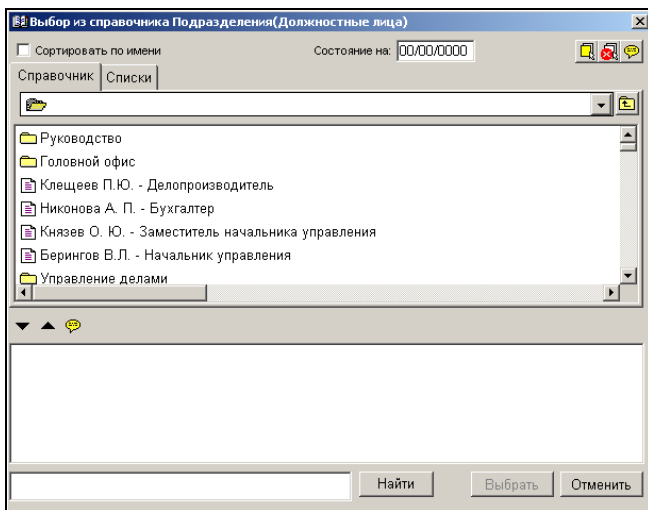 Выбор из справочника Подразделения(Должностные лица)
Сортировать по имени Состояние на: 00/00/0000
Справочник Списки
Руководство
Головной офис
Клещеев П.Ю. - Делопроизводитель
Никонова А. П. - Бухгалтер
Князев О. Ю. - Заместитель начальника управления
Берингов В.Л. - Начальник управления
Управление делами
Найти Выбрать Отменить